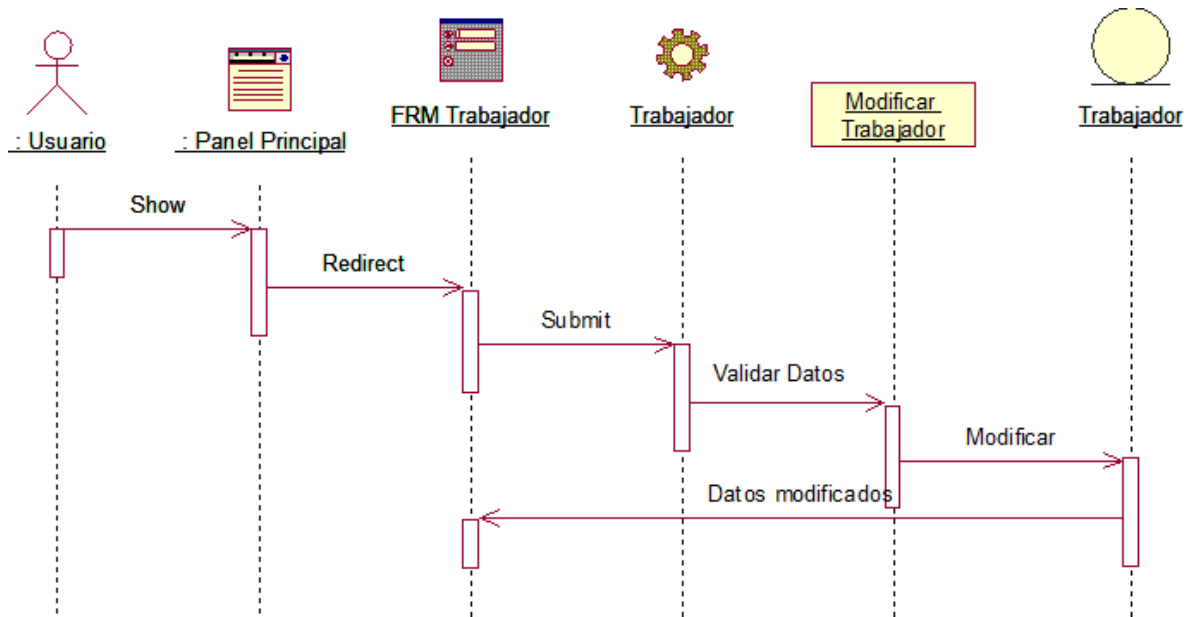 _: Usuario
_: Panel Principal
FRM Trabajador
Trabajador
Modificar
Trabajador
Trabajador
Show
Redirect
Submit
Validar Datos
Modificar
Datos modificados